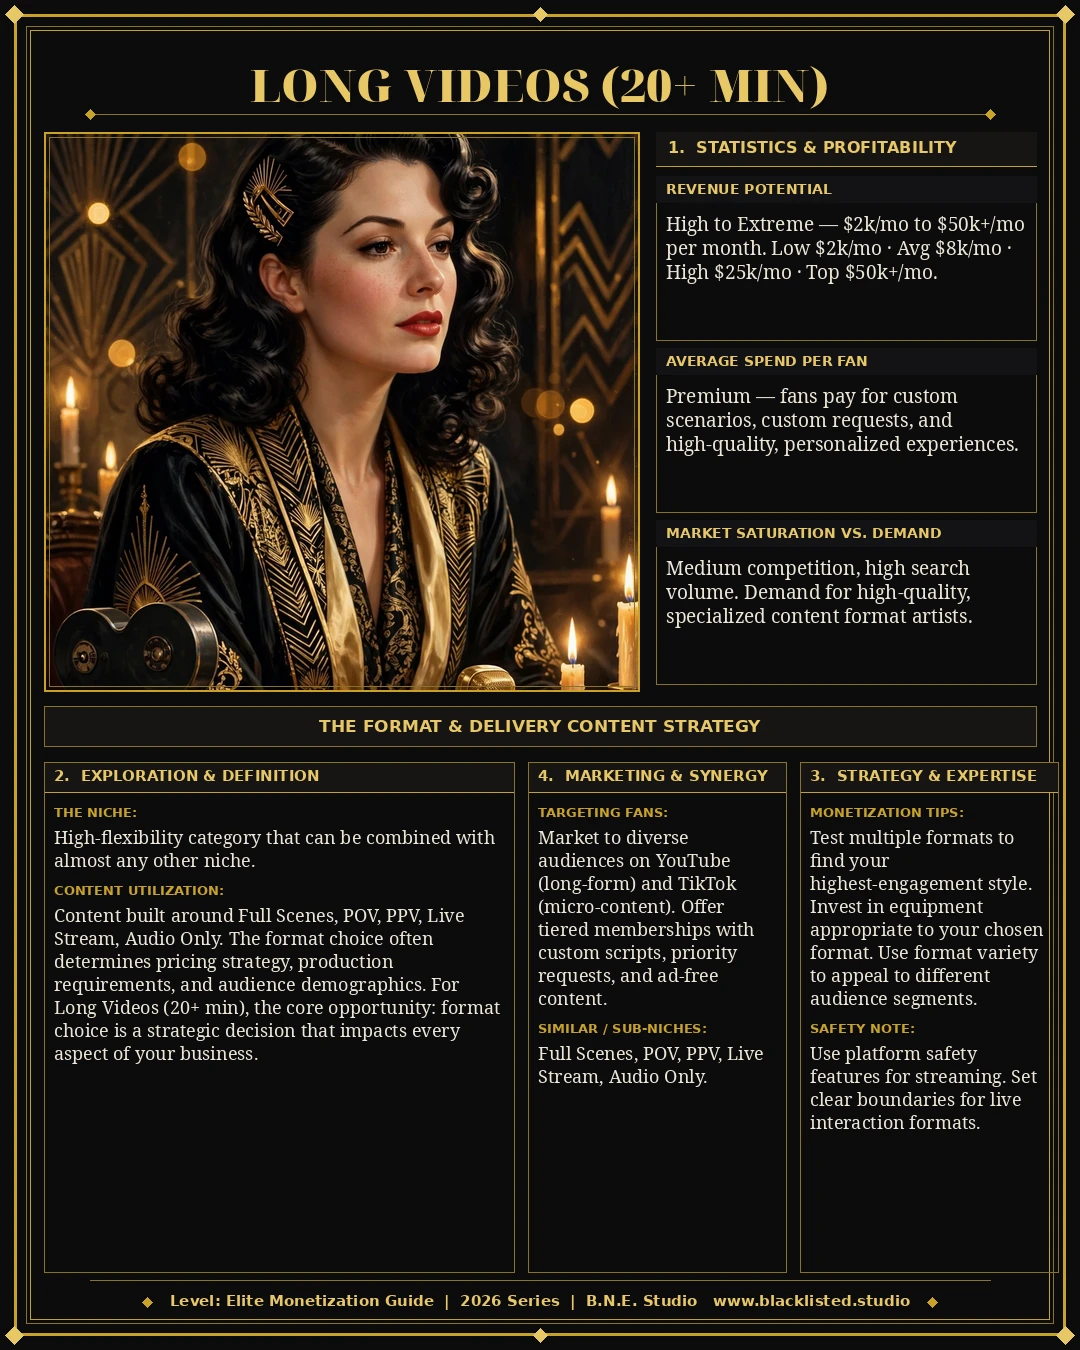 LONG VIDEOS (20+ MIN)
1. STATISTICS & PROFITABILITY
REVENUE POTENTIAL
High to Extreme — $2k/mo to $50k+/mo
per month. Low $2k/mo · Avg $8k/mo ·
High $25k/mo · Top $50k+/mo.
AVERAGE SPEND PER FAN
Premium — fans pay for custom
scenarios, custom requests, and
high-quality, personalized experiences.
MARKET SATURATION VS. DEMAND
Medium competition, high search
volume. Demand for high-quality,
specialized content format artists.
THE FORMAT & DELIVERY CONTENT STRATEGY
2. EXPLORATION & DEFINITION
THE NICHE:
High-flexibility category that can be combined with
almost any other niche.
CONTENT UTILIZATION:
Content built around Full Scenes, POV, PPV, Live
Stream, Audio Only. The format choice often
determines pricing strategy, production
requirements, and audience demographics. For
Long Videos (20+ min), the core opportunity: format
choice is a strategic decision that impacts every
aspect of your business.
4. MARKETING & SYNERGY
TARGETING FANS:
Market to diverse
audiences on YouTube
(long-form) and TikTok
(micro-content). Offer
tiered memberships with
custom scripts, priority
requests, and ad-free
content.
SIMILAR / SUB-NICHES:
Full Scenes, POV, PPV, Live
Stream, Audio Only.
3. STRATEGY & EXPERTISE
MONETIZATION TIPS:
Test multiple formats to
find your
highest-engagement style.
Invest in equipment
appropriate to your chosen
format. Use format variety
to appeal to different
audience segments.
SAFETY NOTE:
Use platform safety
features for streaming. Set
clear boundaries for live
interaction formats.
Level: Elite Monetization Guide | 2026 Series | B.N.E. Studio www.blacklisted.studio